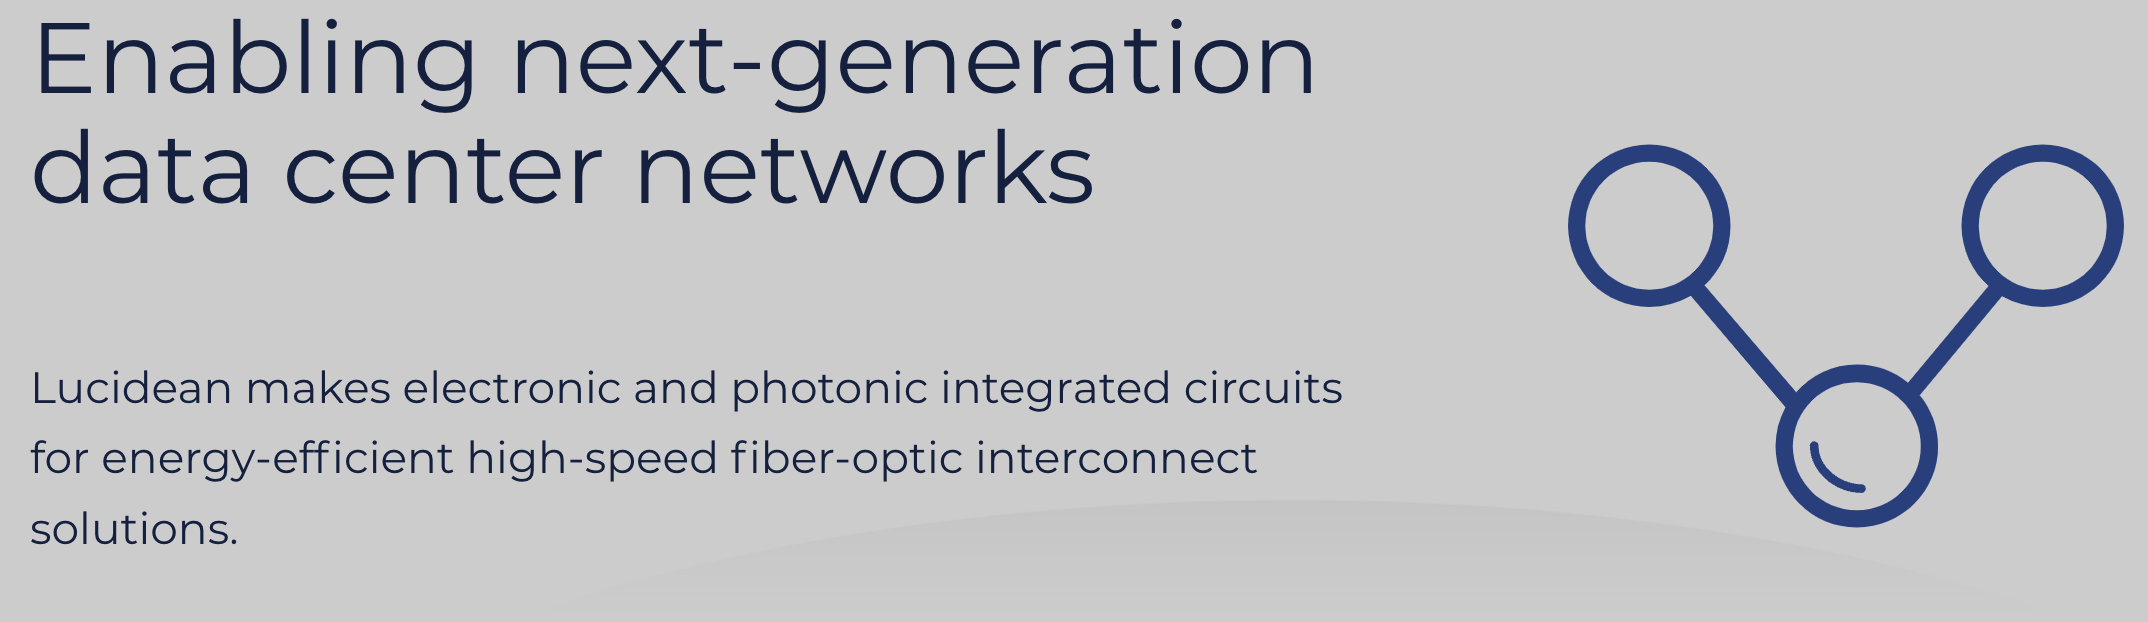 Enabling next-generation
data center networks
Lucidean makes electronic and photonic integrated circuits
for energy-efficient high-speed fiber-optic interconnect
solutions.